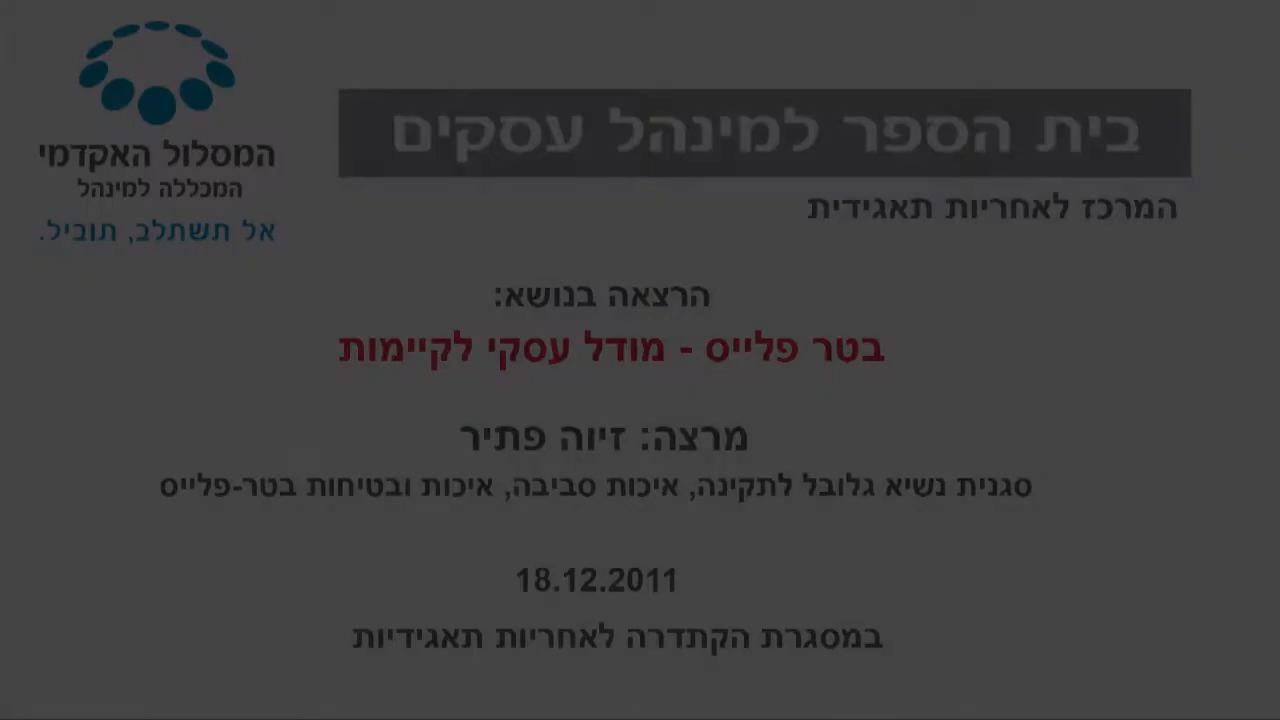 המסלול האקדמי
המכללה למינהל
אל תשתלב, תוביל.
בית הספר למינהל עסקים
המרכז לאחריות תאגידית
הרצאה בנושא:
בטר פלייס - מודל עסקי לקיימות
מרצה: זיוה פתיר
סגנית נשיא גלובל לתקינה, איכות סביבה, איכות ובטיחות בטר-פלייס
18.12.2011
במסגרת הקתדרה לאחריות תאגידיות